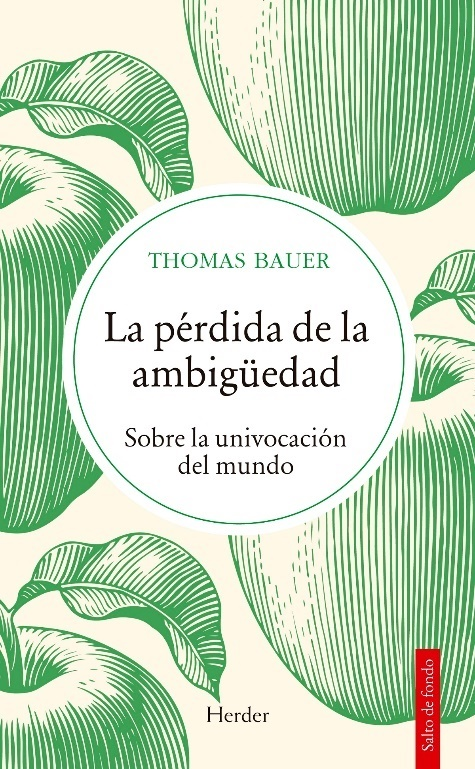 THOMAS BAUER
La pérdida de la
ambigüedad
Sobre la univocación
del mundo
Herder
Salto de fondo